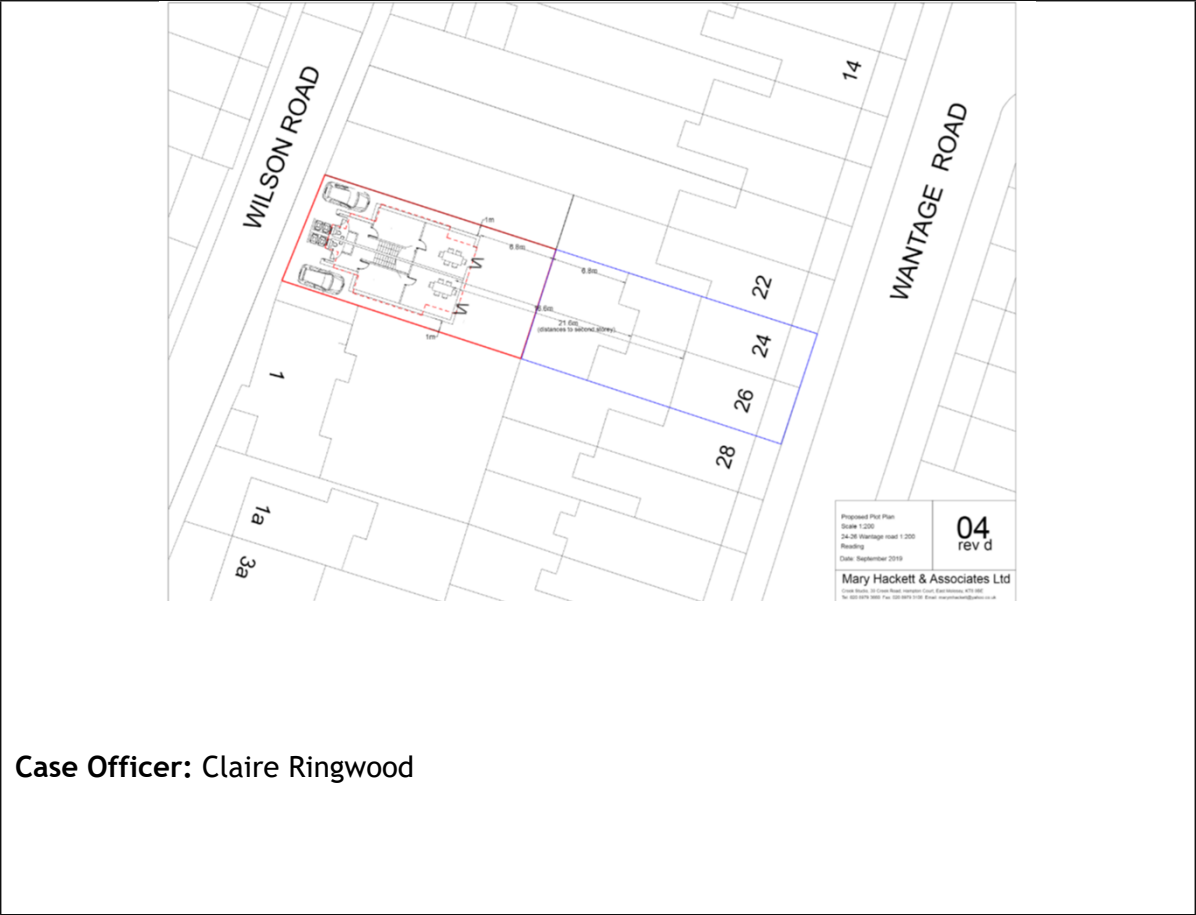 WILSON ROAD
WANTAGE ROAD
14
22
24
26
28
1
1a
3a
1m
6.8m
6.8m
21.6m
(distances to second storey)
1m
Proposed Plot Plan
Scale 1:200
24-26 Wantage road 1:200
Reading
Date: September 2019
04
rev d
Mary Hackett & Associates Ltd
Case Officer: Claire Ringwood